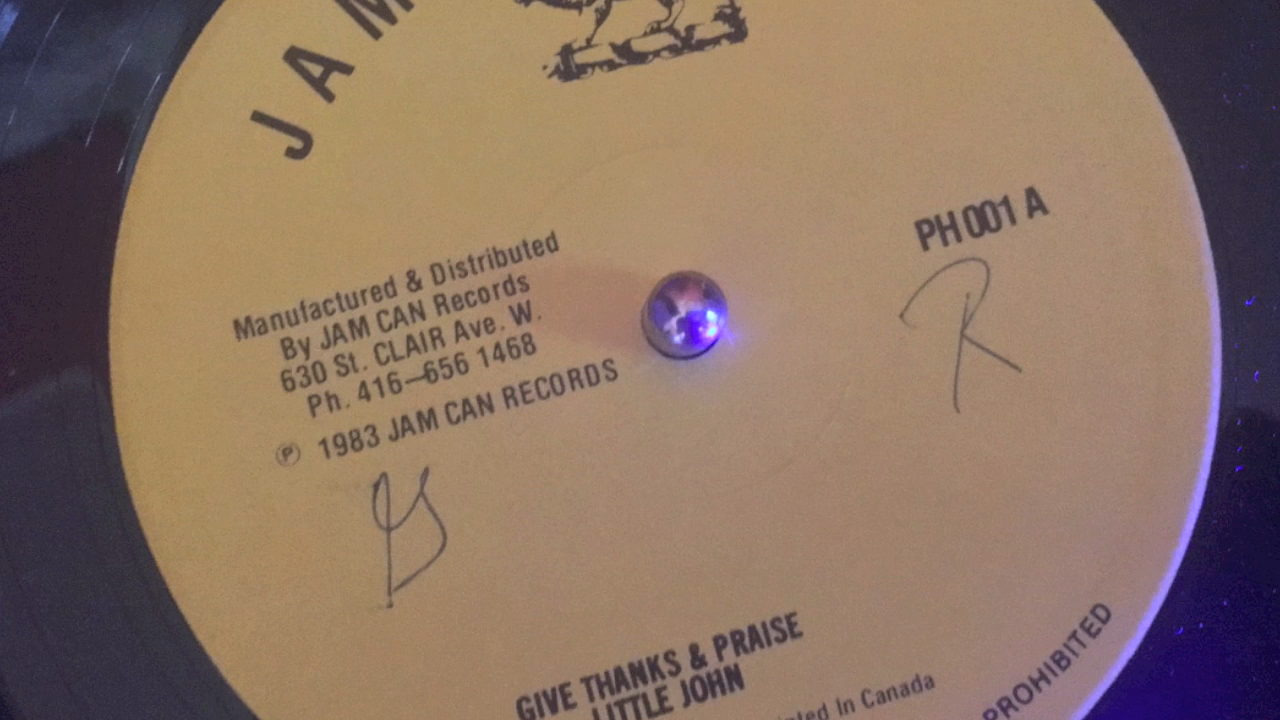 JAM
PH 001 A
Manufactured & Distributed
By JAM CAN Records
630 St. CLAIR Ave. W.
Ph. 416-656 1468
Ⓟ 1983 JAM CAN RECORDS
R
GIVE THANKS & PRAISE
LITTLE JOHN
In Canada
PROHIBITED